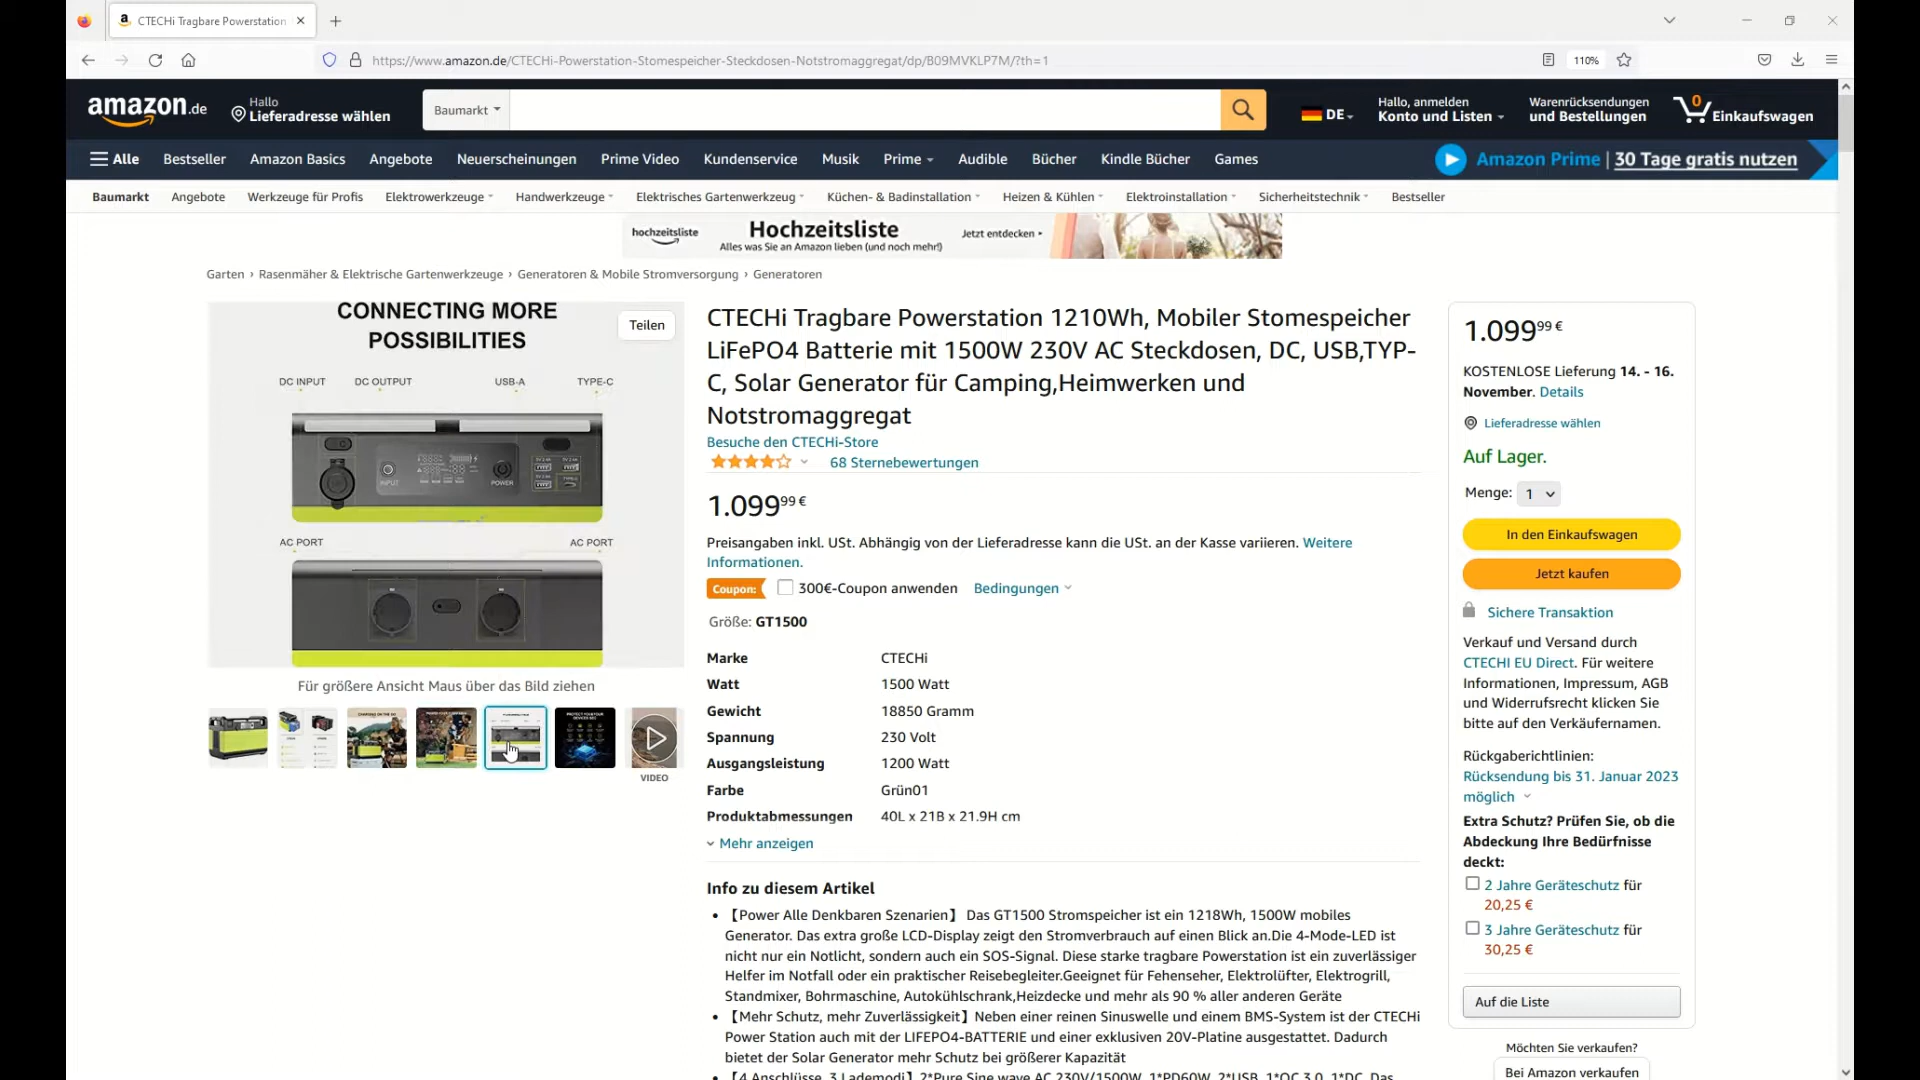 CTECHi Tragbare Powerstation
https://www.amazon.de/CTECHi-Powerstation-Stomespeicher-Steckdosen-Notstromaggregat/dp/B09MVKLP7M/?th=1
110%
amazon.de
Hallo
Lieferadresse wählen
Baumarkt
DE
Hallo, anmelden
Konto und Listen
Warenrücksendungen
und Bestellungen
0
Einkaufswagen
Alle
Bestseller
Amazon Basics
Angebote
Neuerscheinungen
Prime Video
Kundenservice
Musik
Prime
Audible
Bücher
Kindle Bücher
Games
Amazon Prime | 30 Tage gratis nutzen
Baumarkt
Angebote
Werkzeuge für Profis
Elektrowerkzeuge
Handwerkzeuge
Elektrisches Gartenwerkzeug
Küchen- & Badinstallation
Heizen & Kühlen
Elektroinstallation
Sicherheitstechnik
Bestseller
hochzeitsliste
Hochzeitsliste
Alles was Sie an Amazon lieben (und noch mehr!)
Jetzt entdecken
Garten › Rasenmäher & Elektrische Gartenwerkzeuge › Generatoren & Mobile Stromversorgung › Generatoren
CONNECTING MORE
POSSIBILITIES
Teilen
DC INPUT
DC OUTPUT
USB-A
TYPE-C
INPUT
POWER
AC PORT
AC PORT
Für größere Ansicht Maus über das Bild ziehen
VIDEO
CTECHi Tragbare Powerstation 1210Wh, Mobiler Stomespeicher
LiFePO4 Batterie mit 1500W 230V AC Steckdosen, DC, USB,TYP-
C, Solar Generator für Camping,Heimwerken und
Notstromaggregat
Besuche den CTECHi-Store
68 Sternebewertungen
1.09999 €
Preisangaben inkl. USt. Abhängig von der Lieferadresse kann die USt. an der Kasse variieren. Weitere
Informationen.
Coupon: 300€-Coupon anwenden Bedingungen
Größe: GT1500
Marke CTECHi
Watt 1500 Watt
Gewicht 18850 Gramm
Spannung 230 Volt
Ausgangsleistung 1200 Watt
Farbe Grün01
Produktabmessungen 40L x 21B x 21.9H cm
Mehr anzeigen
Info zu diesem Artikel
• 【Power Alle Denkbaren Szenarien】 Das GT1500 Stromspeicher ist ein 1218Wh, 1500W mobiles
Generator. Das extra große LCD-Display zeigt den Stromverbrauch auf einen Blick an.Die 4-Mode-LED ist
nicht nur ein Notlicht, sondern auch ein SOS-Signal. Diese starke tragbare Powerstation ist ein zuverlässiger
Helfer im Notfall oder ein praktischer Reisebegleiter.Geeignet für Fehenseher, Elektrolüfter, Elektrogrill,
Standmixer, Bohrmaschine, Autokühlschrank,Heizdecke und mehr als 90 % aller anderen Geräte
• 【Mehr Schutz, mehr Zuverlässigkeit】Neben einer reinen Sinuswelle und einem BMS-System ist der CTECHi
Power Station auch mit der LIFEPO4-BATTERIE und einer exklusiven 20V-Platine ausgestattet. Dadurch
bietet der Solar Generator mehr Schutz bei größerer Kapazität
• 【4 Anschlüsse, 3 Lademodi】2*Pure Sine wave AC 230V/1500W, 1*PD60W, 2*USB, 1*QC 3.0, 1*DC. Das
1.09999 €
KOSTENLOSE Lieferung 14. - 16.
November. Details
Lieferadresse wählen
Auf Lager.
Menge: 1
In den Einkaufswagen
Jetzt kaufen
Sichere Transaktion
Verkauf und Versand durch
CTECHI EU Direct. Für weitere
Informationen, Impressum, AGB
und Widerrufsrecht klicken Sie
bitte auf den Verkäufernamen.
Rückgaberichtlinien:
Rücksendung bis 31. Januar 2023
möglich
Extra Schutz? Prüfen Sie, ob die
Abdeckung Ihre Bedürfnisse
deckt:
2 Jahre Geräteschutz für
20,25 €
3 Jahre Geräteschutz für
30,25 €
Auf die Liste
Möchten Sie verkaufen?
Bei Amazon verkaufen